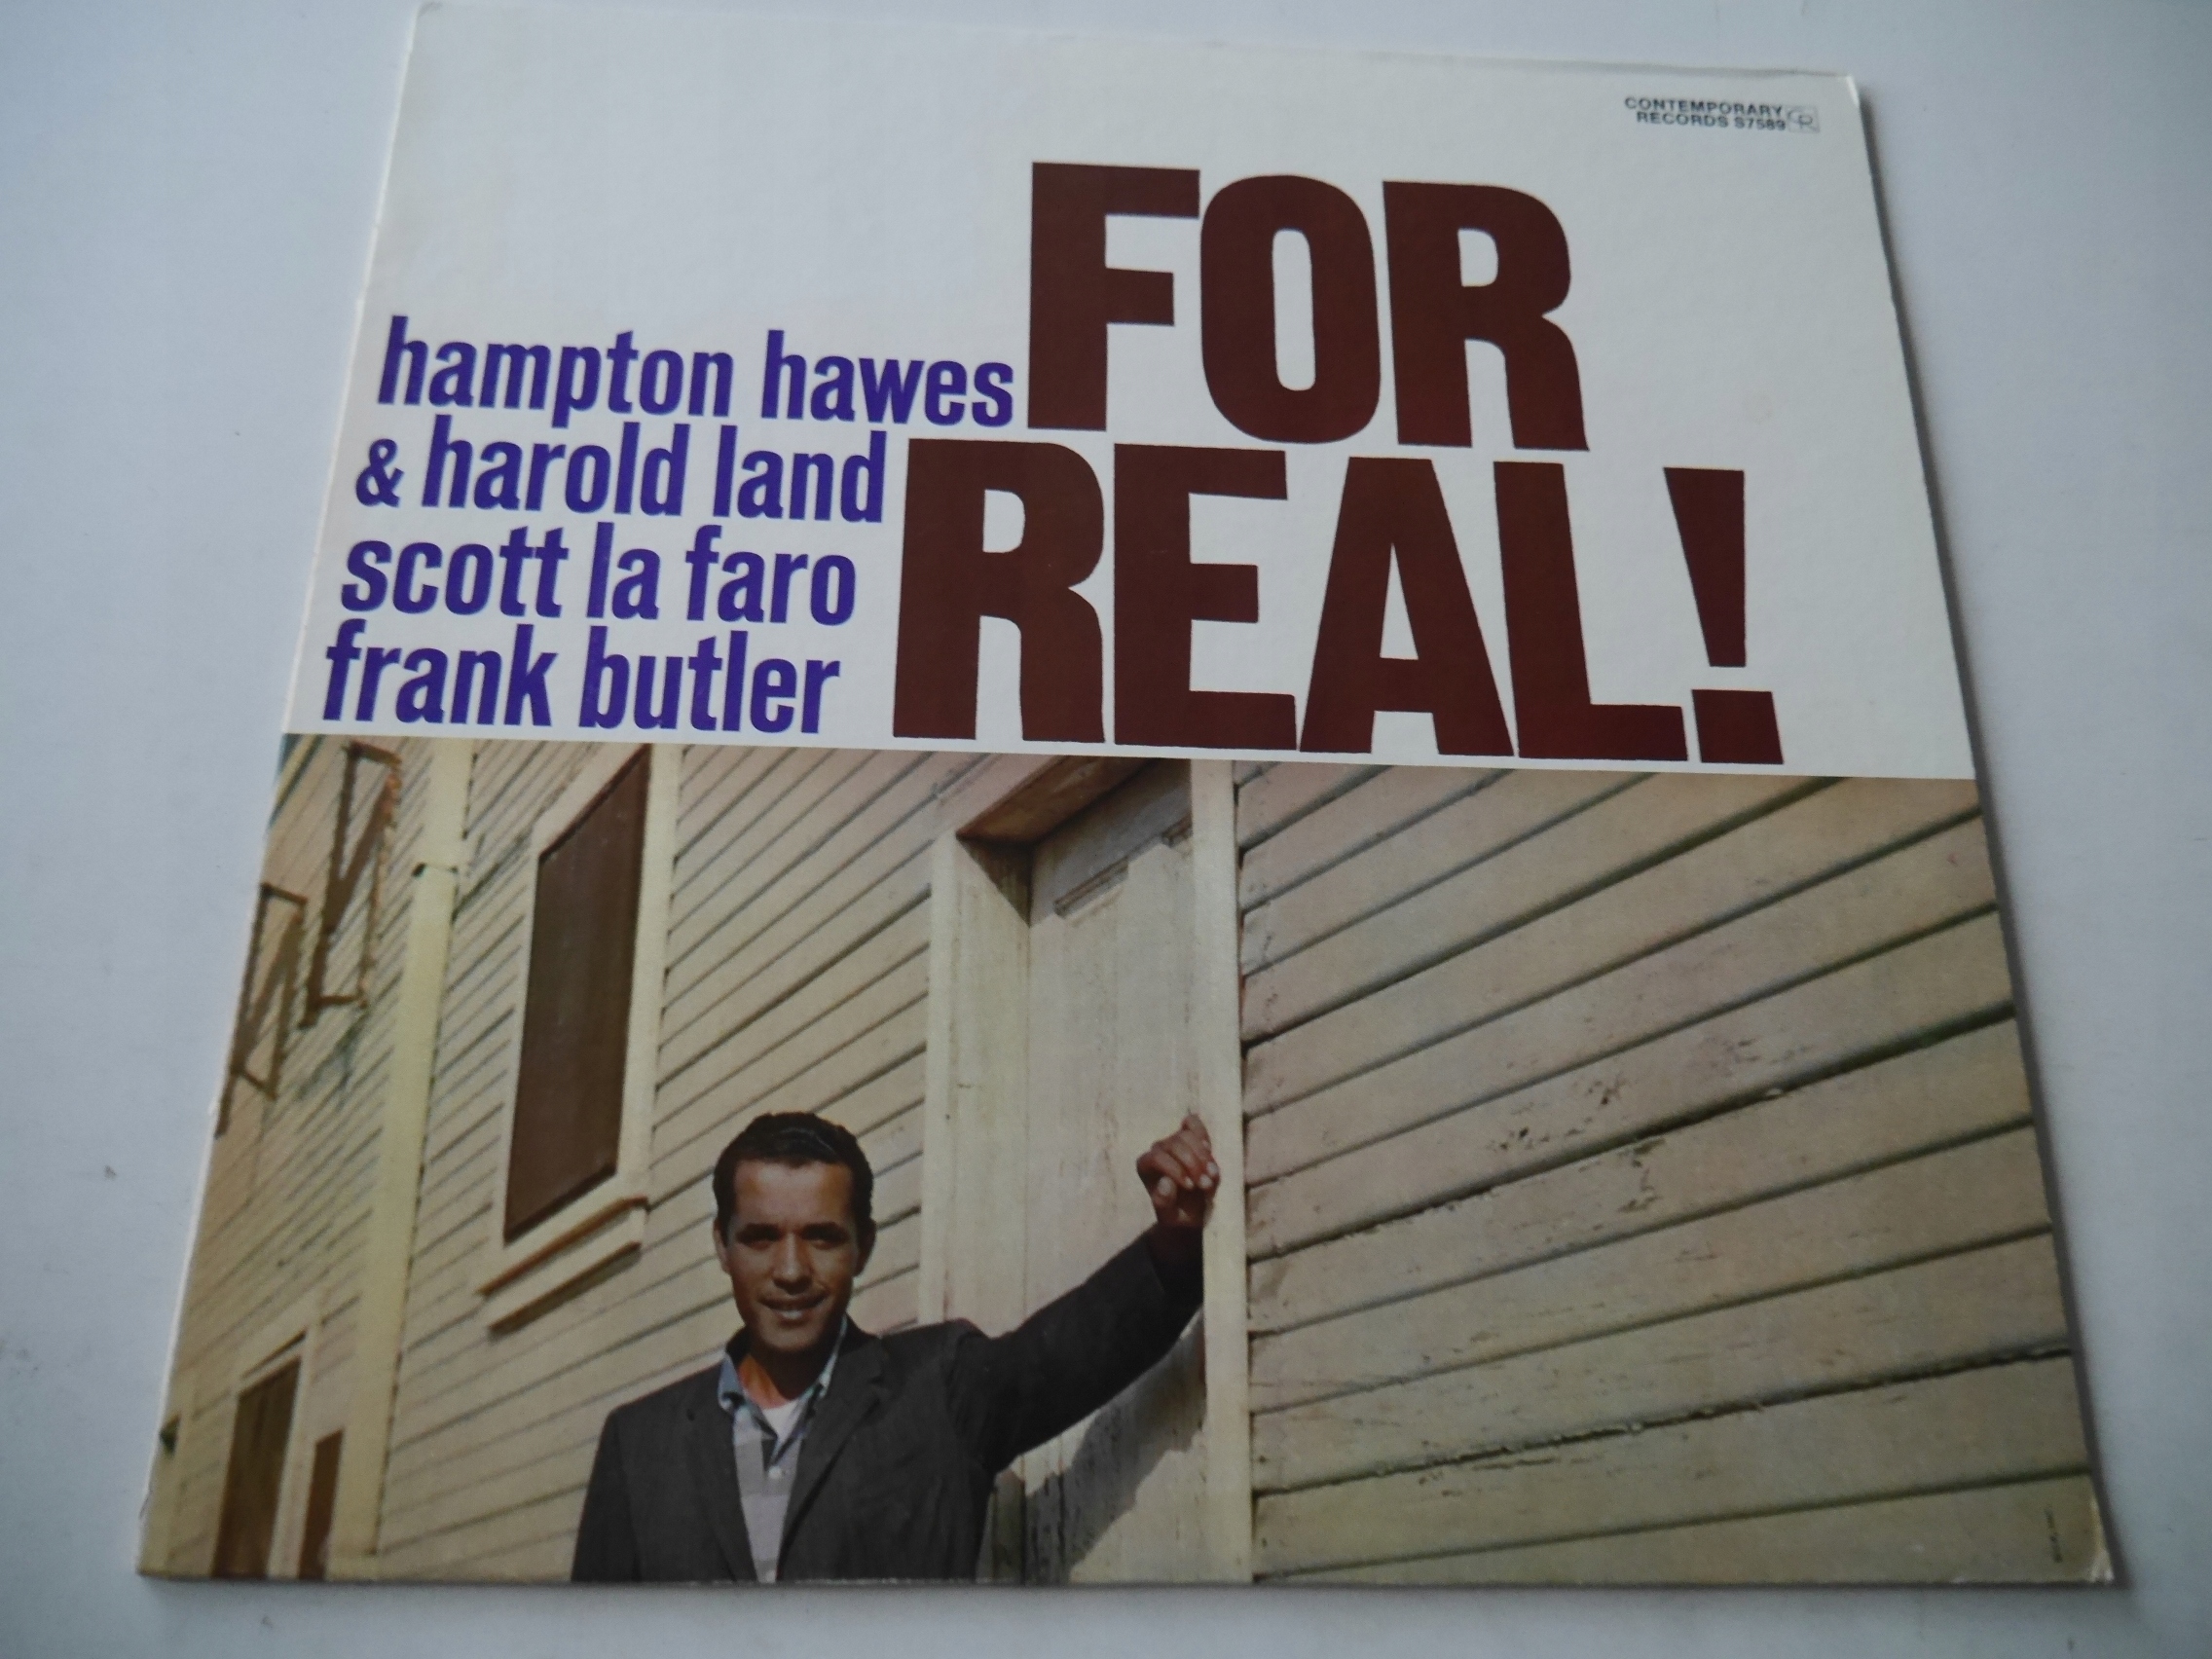 CONTEMPORARY
RECORDS S7589
FOR
REAL!
hampton hawes
& harold land
scott la faro
frank butler